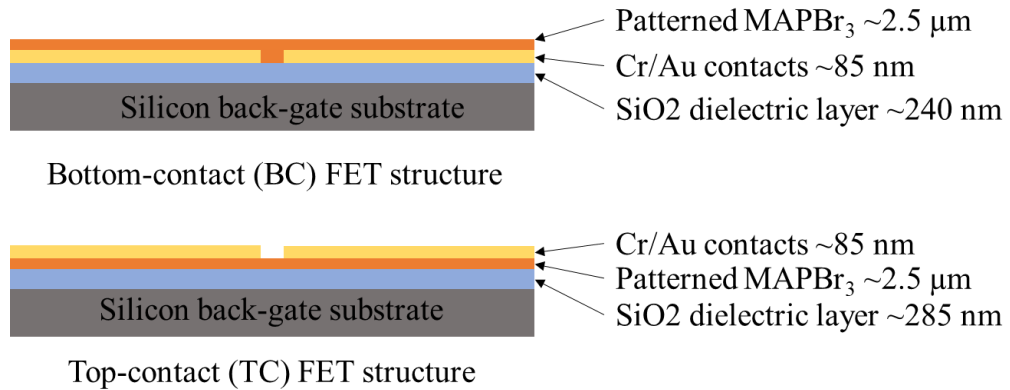 Patterned MAPBr₃ ~2.5 μm
Cr/Au contacts ~85 nm
SiO2 dielectric layer ~240 nm
Silicon back-gate substrate
Bottom-contact (BC) FET structure
Cr/Au contacts ~85 nm
Patterned MAPBr₃ ~2.5 μm
SiO2 dielectric layer ~285 nm
Silicon back-gate substrate
Top-contact (TC) FET structure